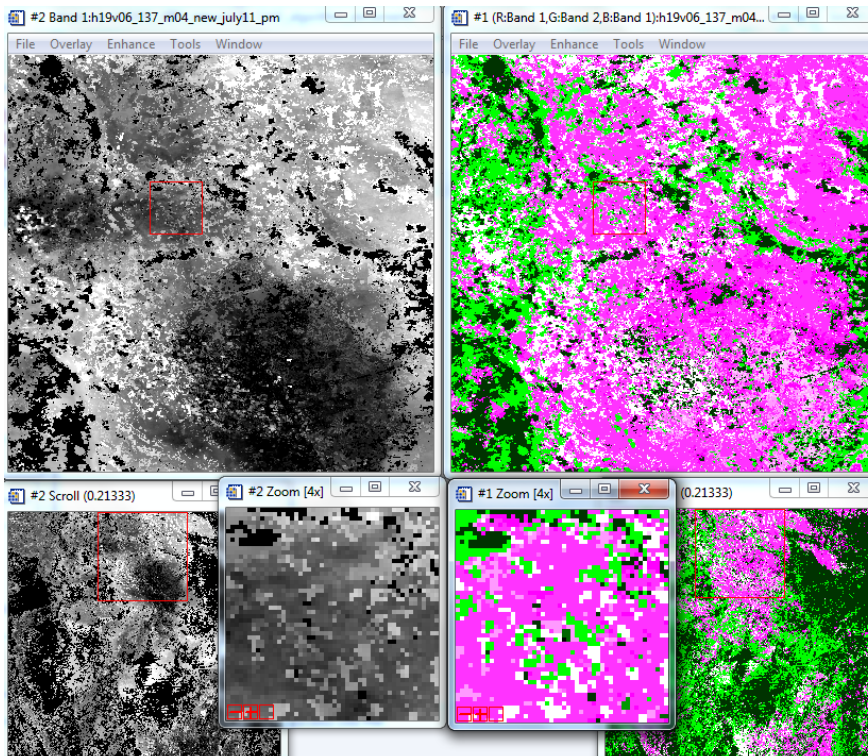 #2 Band 1:h19v06_137_m04_new_july11_pm
File Overlay Enhance Tools Window
#1 (R:Band 1,G:Band 2,B:Band 1):h19v06_137_m04...
File Overlay Enhance Tools Window
#2 Scroll (0.21333)
#2 Zoom [4x]
#1 Zoom [4x]
(0.21333)